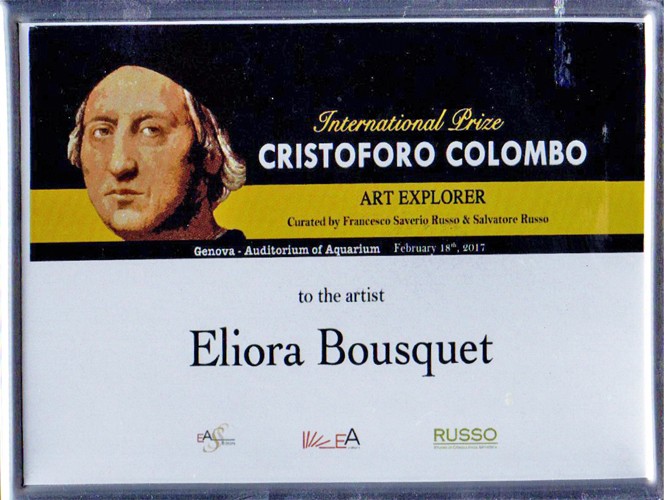 International Prize
CRISTOFORO COLOMBO
ART EXPLORER
Curated by Francesco Saverio Russo & Salvatore Russo
Genova - Auditorium of Aquarium February 18th, 2017
to the artist
Eliora Bousquet
EA
EA
RUSSO